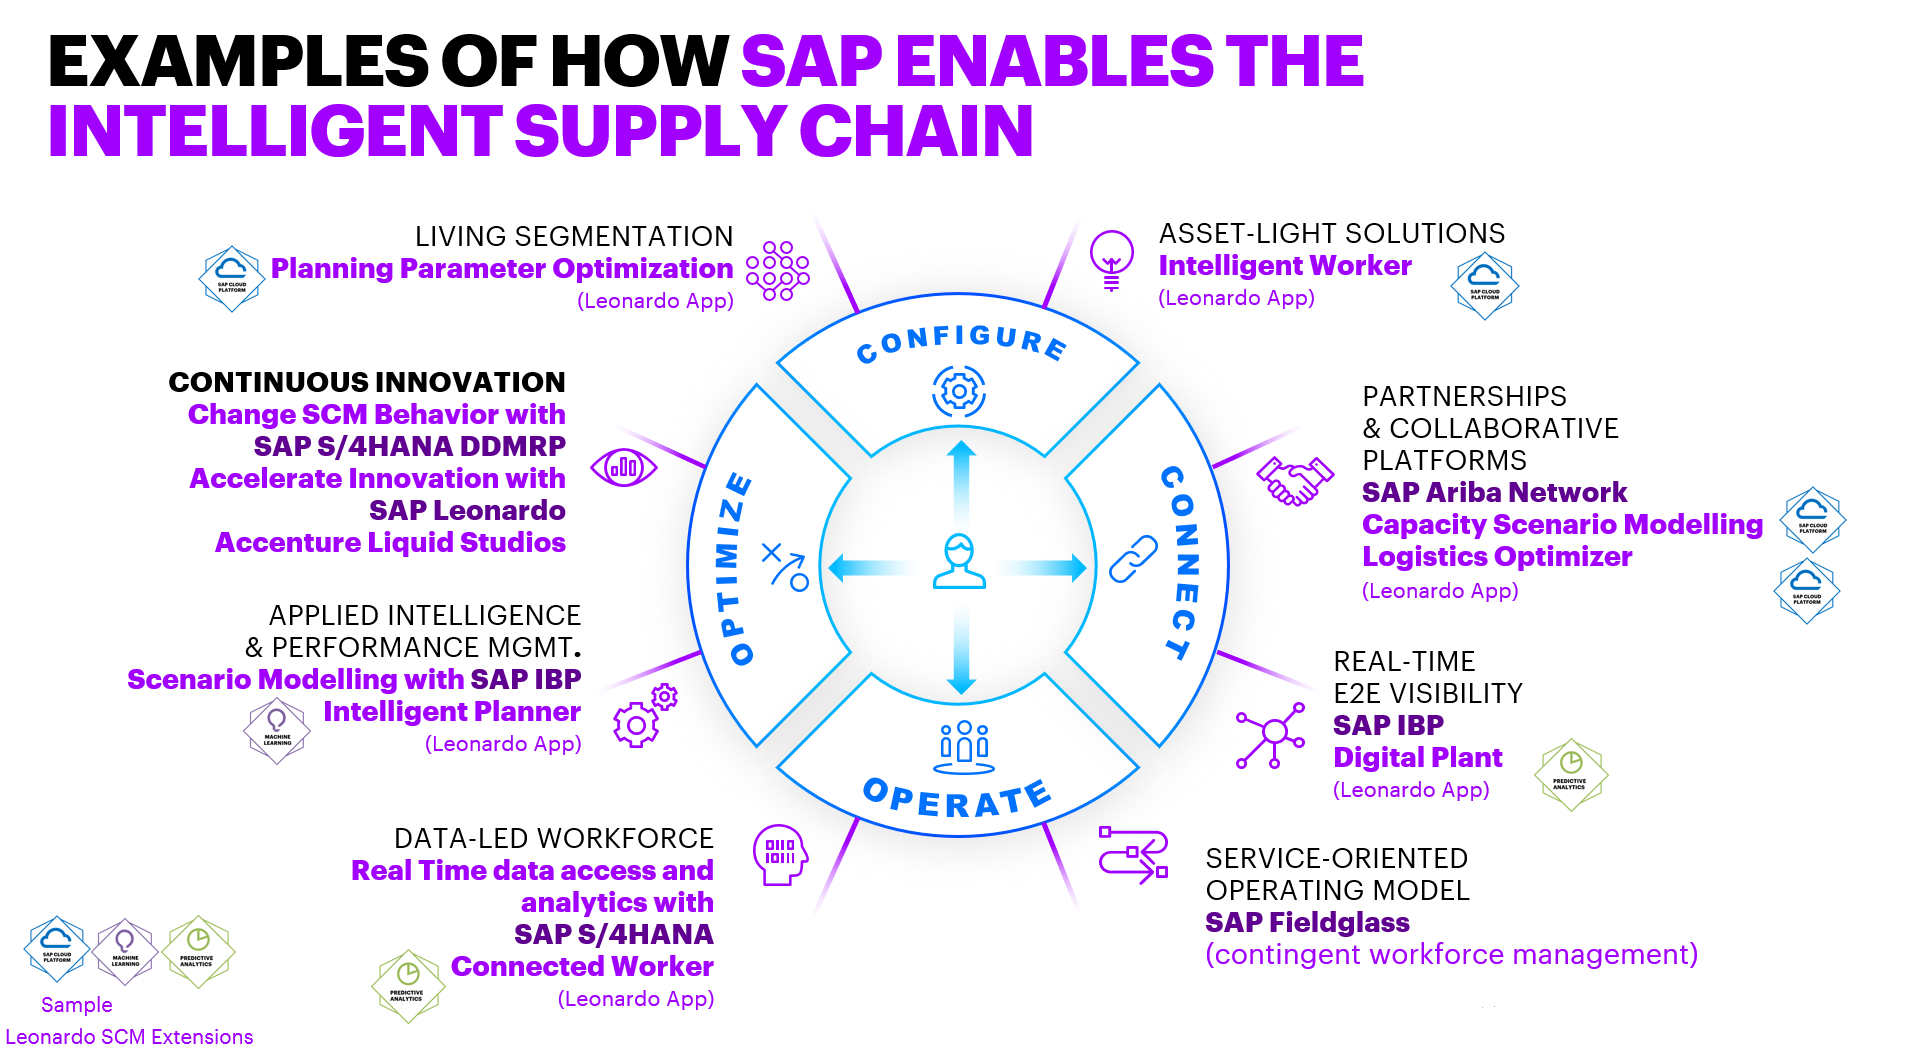 EXAMPLES OF HOW SAP ENABLES THE
INTELLIGENT SUPPLY CHAIN
LIVING SEGMENTATION
Planning Parameter Optimization
(Leonardo App)
SAP CLOUD
PLATFORM
ASSET-LIGHT SOLUTIONS
Intelligent Worker
(Leonardo App)
SAP CLOUD
PLATFORM
CONFIGURE
CONNECT
OPERATE
OPTIMIZE
CONTINUOUS INNOVATION
Change SCM Behavior with
SAP S/4HANA DDMRP
Accelerate Innovation with
SAP Leonardo
Accenture Liquid Studios
PARTNERSHIPS
& COLLABORATIVE
PLATFORMS
SAP Ariba Network
Capacity Scenario Modelling
Logistics Optimizer
(Leonardo App)
SAP CLOUD
PLATFORM
SAP CLOUD
PLATFORM
APPLIED INTELLIGENCE
& PERFORMANCE MGMT.
Scenario Modelling with SAP IBP
Intelligent Planner
(Leonardo App)
MACHINE
LEARNING
REAL-TIME
E2E VISIBILITY
SAP IBP
Digital Plant
(Leonardo App)
PREDICTIVE
ANALYTICS
DATA-LED WORKFORCE
Real Time data access and
analytics with
SAP S/4HANA
Connected Worker
(Leonardo App)
PREDICTIVE
ANALYTICS
SERVICE-ORIENTED
OPERATING MODEL
SAP Fieldglass
(contingent workforce management)
SAP CLOUD
PLATFORM
MACHINE
LEARNING
PREDICTIVE
ANALYTICS
Sample
Leonardo SCM Extensions